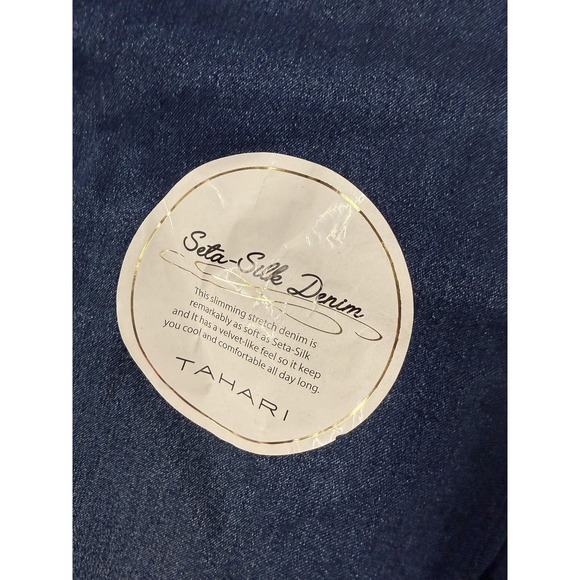 Seta-Silk Denim
This slimming stretch denim is
remarkably as soft as Seta-Silk
and It has a velvet-like feel so it keep
you cool and comfortable all day long.
TAHARI